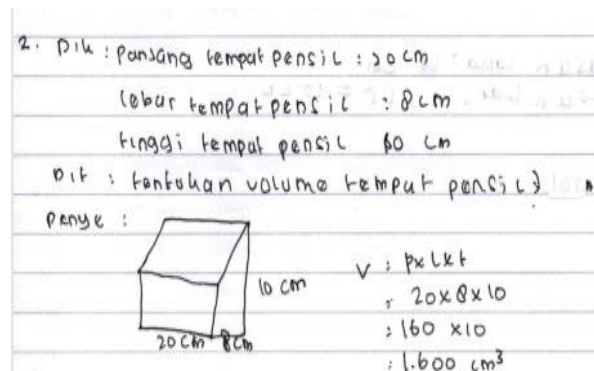 2. Dik : Panjang tempat pensil : 20 cm
lebar tempat pensil : 8 cm
tinggi tempat pensil 10 cm
Dit : tentukan volume tempat pensil?
Penye :
10 cm
20 cm 8 cm
V : p x l x t
: 20 x 8 x 10
: 160 x 10
: 1.600 cm³